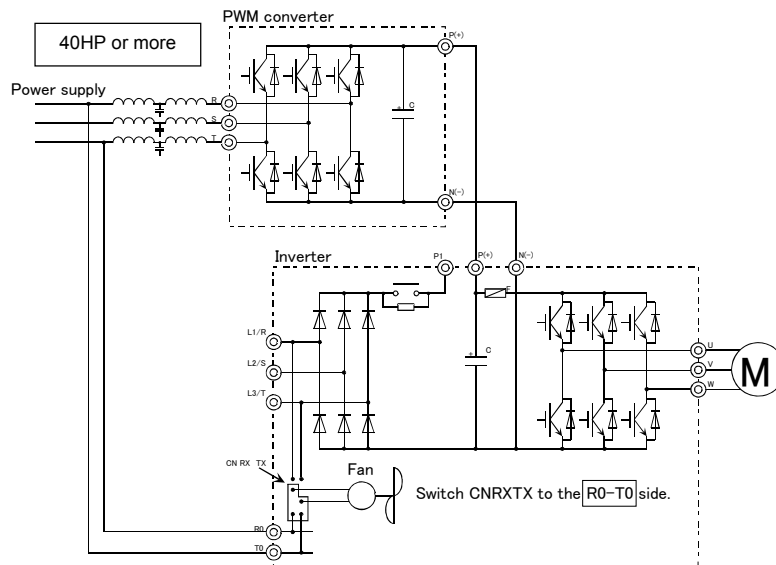 PWM converter
40HP or more
P(+)
Power supply
R
C
S
T
N(-)
Inverter
P1
P(+)
N(-)
F
L1/R
U
C
L2/S
V
M
W
L3/T
CN RX TX
Fan
Switch CNRXTX to the R0-T0 side.
R0
T0